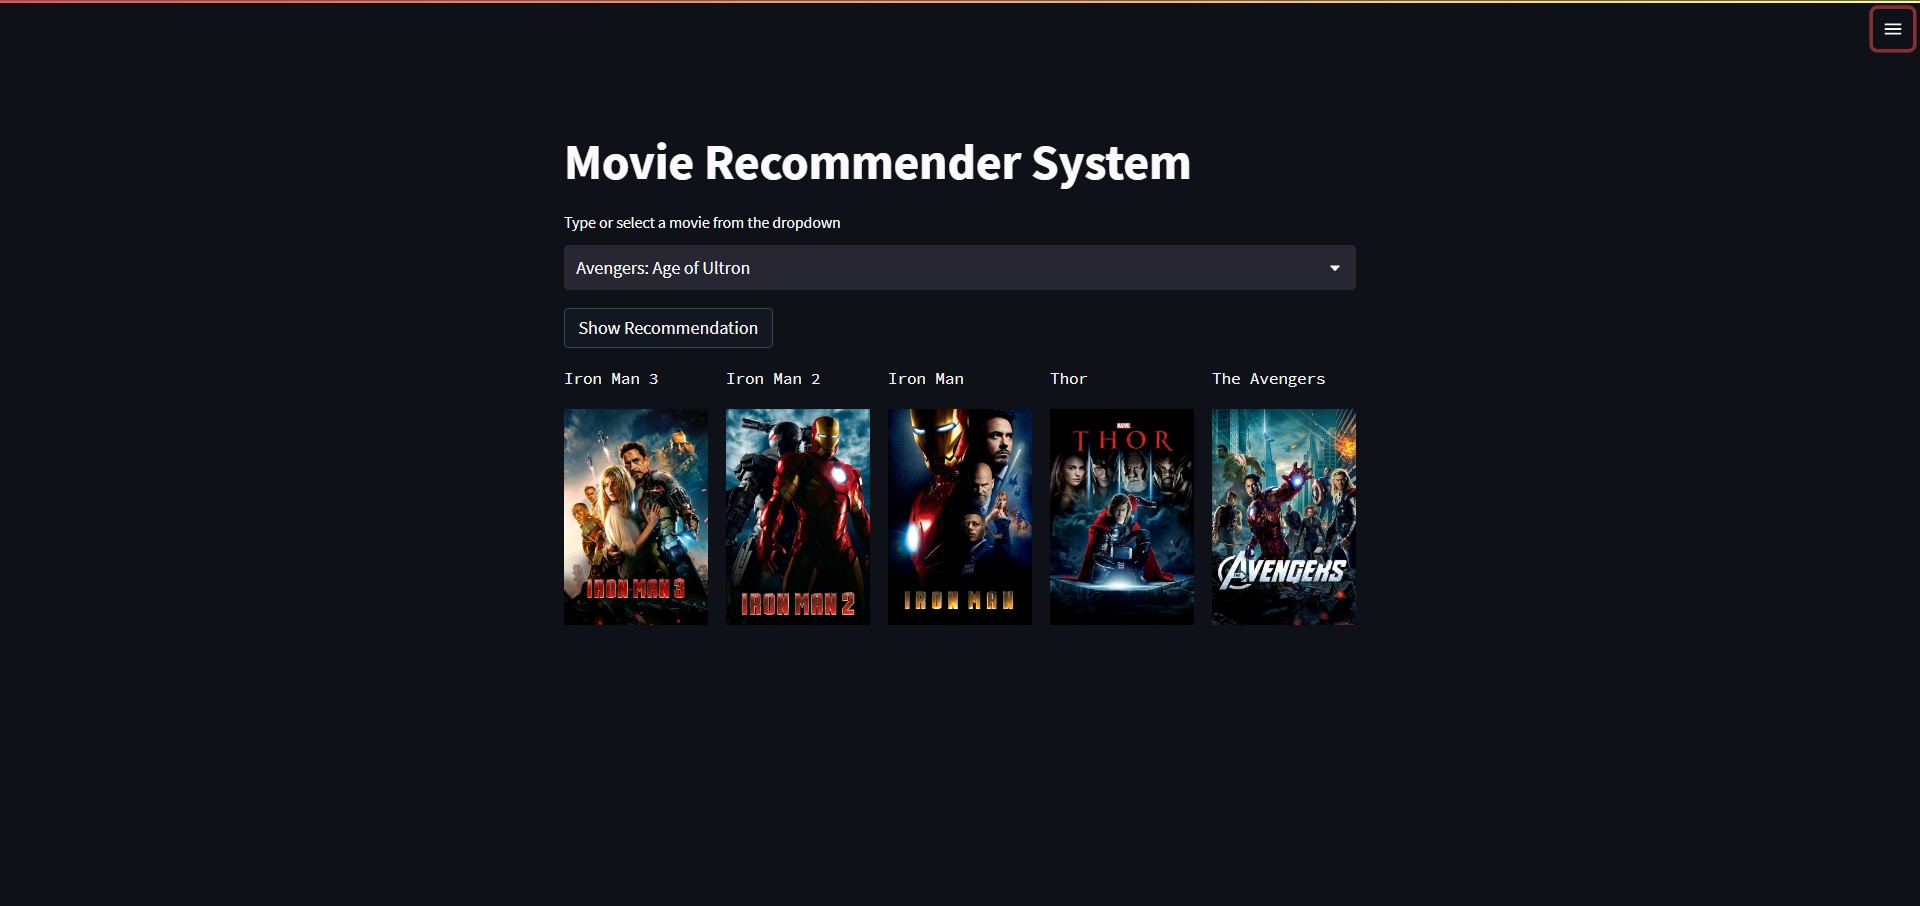 Movie Recommender System
Type or select a movie from the dropdown
Avengers: Age of Ultron
Show Recommendation
Iron Man 3
Iron Man 2
Iron Man
Thor
The Avengers
IRON MAN 3
IRON MAN 2
IRON MAN
MARVEL
THOR
AVENGERS